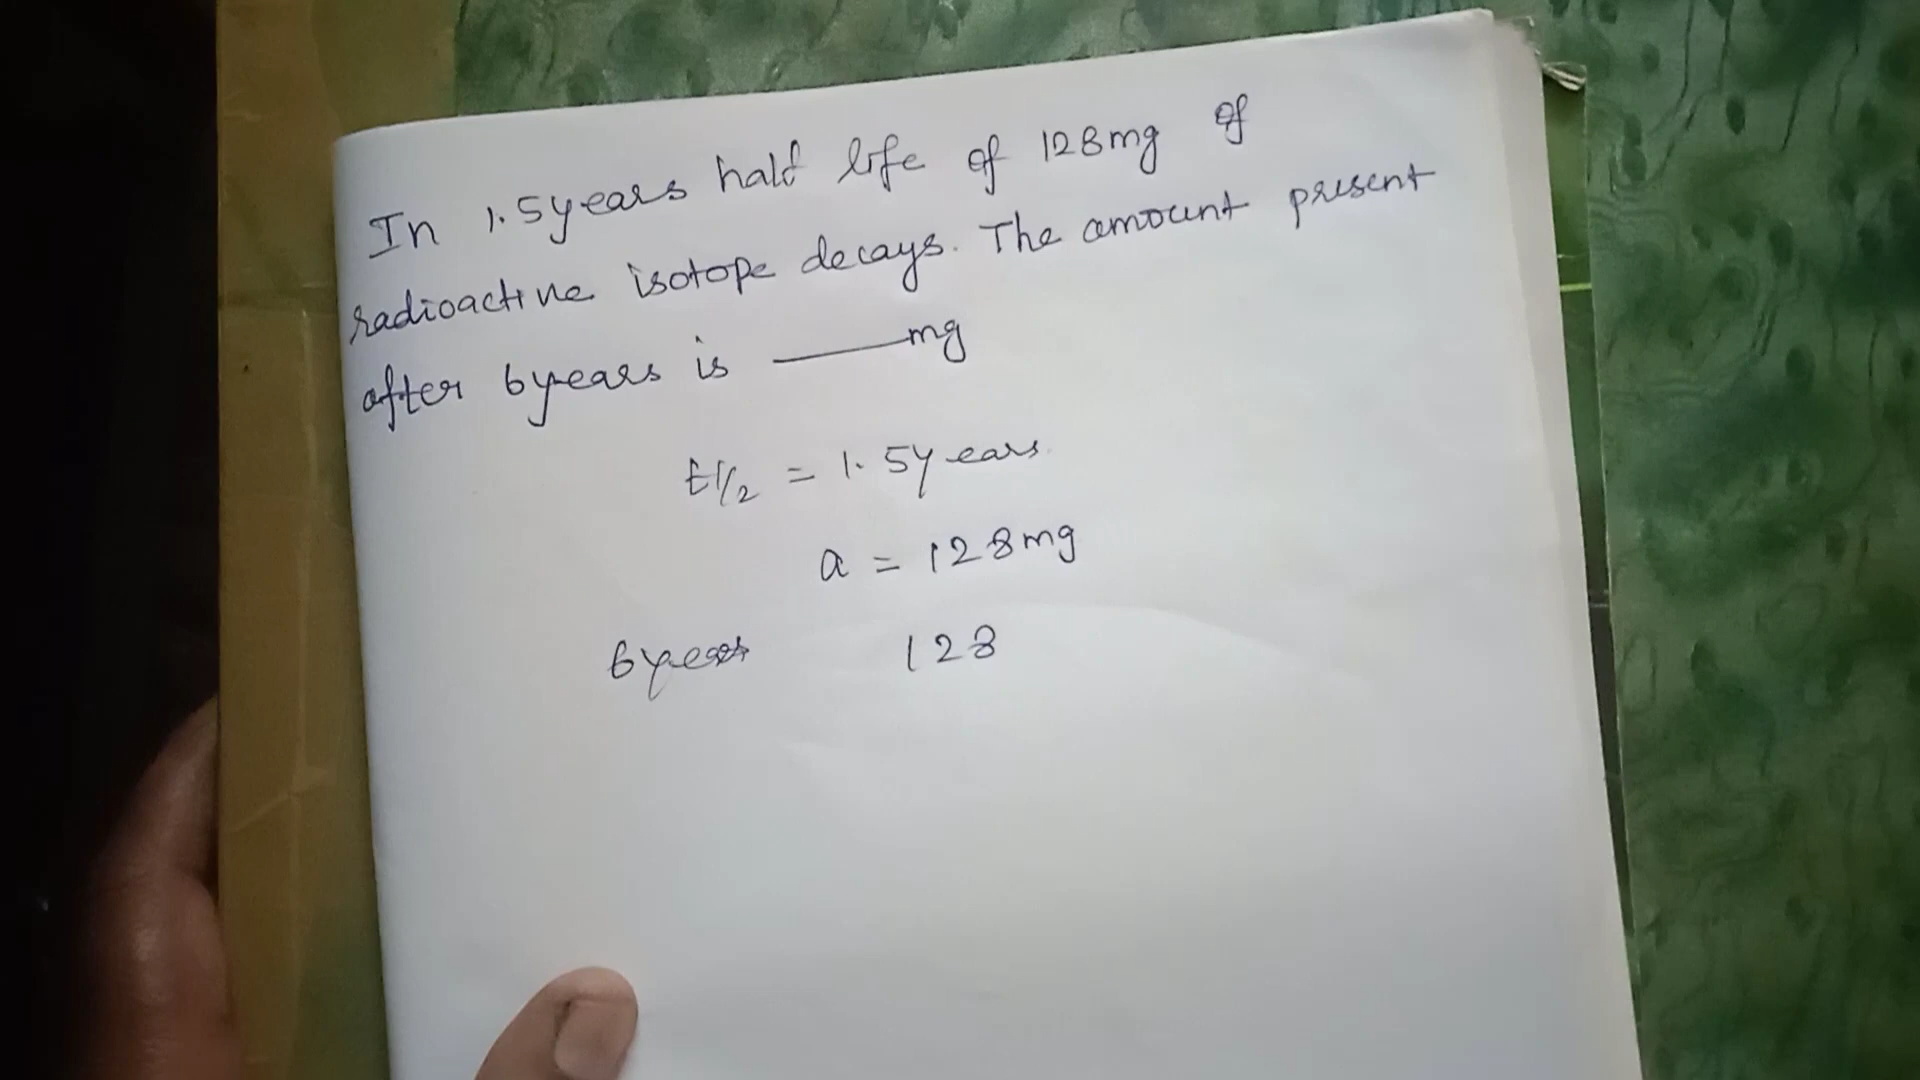 In 1.5years half life of 128mg of
radioactive isotope decays. The amount present
after 6years is ——mg
t1/2 = 1.5years
a = 128mg
6years 128